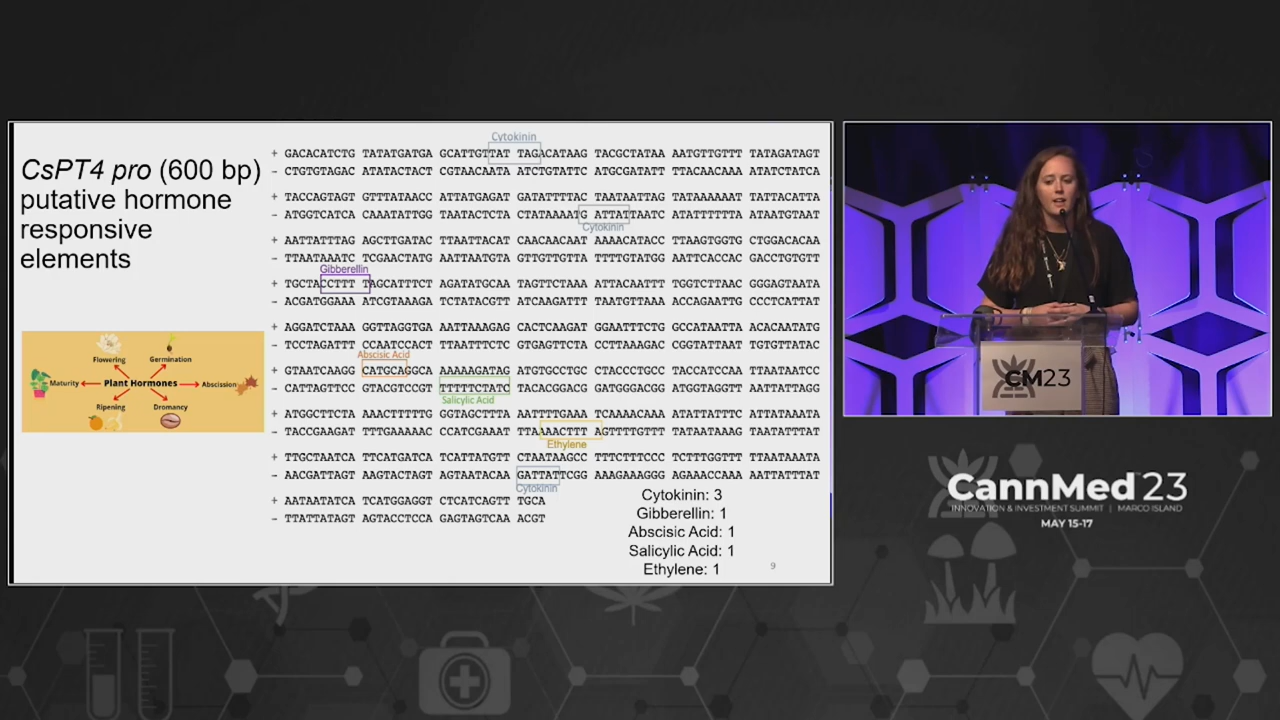 CsPT4 pro (600 bp)
putative hormone
responsive
elements
Flowering
Germination
Maturity
Plant Hormones
Abscission
Ripening
Dromancy
Cytokinin
+ GACACATCTG TATATGATGA GCATTGTTAT TAGACATAAG TACGCTATAA AATGTTGTTT TATAGATAGT
- CTGTGTAGAC ATATACTACT CGTAACAATA ATCTGTATTC ATGCGATATT TTACAACAAA ATATCTATCA
+ TACCAGTAGT GTTTATAACC ATTATGAGAT GATATTTTAC TAATAATTAG TATAAAAAAT TATTACATTA
- ATGGTCATCA CAAATATTGG TAATACTCTA CTATAAAATG ATTATTAATC ATATTTTTTA ATAATGTAAT
Cytokinin
+ AATTATTTAG AGCTTGATAC TTAATTACAT CAACAACAAT AAAACATACC TTAAGTGGTG CTGGACACAA
- TTAATAAATC TCGAACTATG AATTAATGTA GTTGTTGTTA TTTTGTATGG AATTCACCAC GACCTGTGTT
Gibberellin
+ TGCTACCTTT TAGCATTTCT AGATATGCAA TAGTTCTAAA ATTACAATTT TGGTCTTAAC GGGAGTAATA
- ACGATGGAAA ATCGTAAAGA TCTATACGTT ATCAAGATTT TAATGTTAAA ACCAGAATTG CCCTCATTAT
+ AGGATCTAAA GGTTAGGTGA AATTAAAGAG CACTCAAGAT GGAATTTCTG GCCATAATTA ACACAATATG
- TCCTAGATTT CCAATCCACT TTAATTTCTC GTGAGTTCTA CCTTAAAGAC CGGTATTAAT TGTGTTATAC
Abscisic Acid
+ GTAATCAAGG CATGCAGGCA AAAAAGATAG ATGTGCCTGC CTACCCTGCC TACCATCCAA TTAATAATCC
- CATTAGTTCC GTACGTCCGT TTTTTCTATC TACACGGACG GATGGGACGG ATGGTAGGTT AATTATTAGG
Salicylic Acid
+ ATGGCTTCTA AAACTTTTTG GGTAGCTTTA AATTTTGAAA TCAAAACAAA ATATTATTTC ATTATAAATA
- TACCGAAGAT TTTGAAAAAC CCATCGAAAT TTAAAACTTT AGTTTTGTTT TATAATAAAG TAATATTTAT
Ethylene
+ TTGCTAATCA TTCATGATCA TCATTATGTT CTAATAAGCC TTTCTTTCCC TCTTTGGTTT TTAATAAATA
- AACGATTAGT AAGTACTAGT AGTAATACAA GATTATTCGG AAAGAAAGGG AGAAACCAAA AATTATTTAT
Cytokinin
+ AATAATATCA TCATGGAGGT CTCATCAGTT TGCA
- TTATTATAGT AGTACCTCCA GAGTAGTCAA ACGT
Cytokinin: 3
Gibberellin: 1
Abscisic Acid: 1
Salicylic Acid: 1
Ethylene: 1
9
CM23
CannMed 23
INNOVATION & INVESTMENT SUMMIT | MARCO ISLAND
MAY 15-17